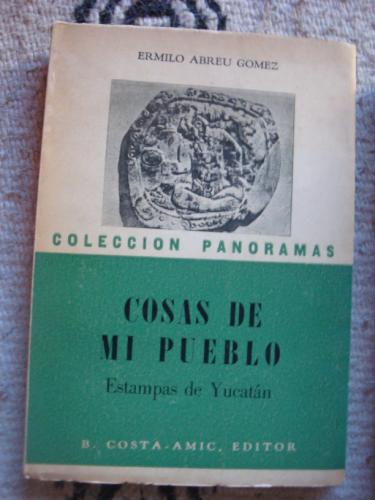 ERMILO ABREU GOMEZ
COLECCION PANORAMAS
COSAS DE
MI PUEBLO
Estampas de Yucatán
B. COSTA-AMIC, EDITOR